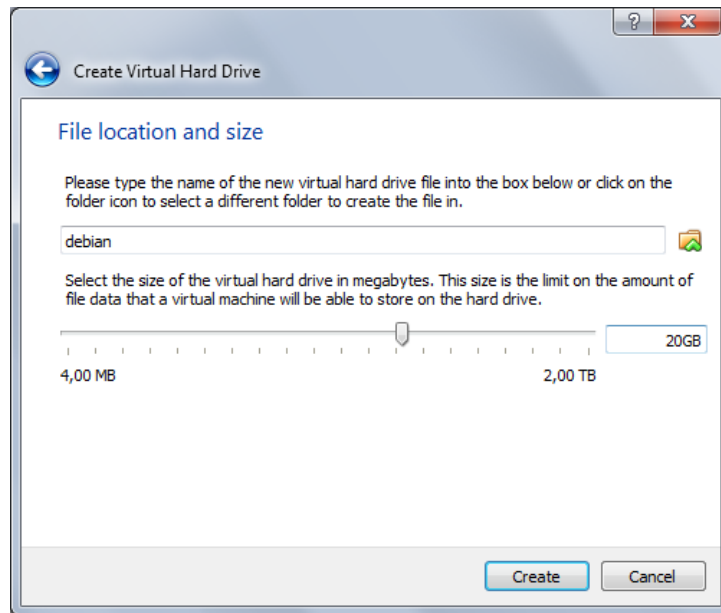 ?
X
Create Virtual Hard Drive
File location and size
Please type the name of the new virtual hard drive file into the box below or click on the
folder icon to select a different folder to create the file in.
debian
Select the size of the virtual hard drive in megabytes. This size is the limit on the amount of
file data that a virtual machine will be able to store on the hard drive.
20GB
4,00 MB
2,00 TB
Create
Cancel